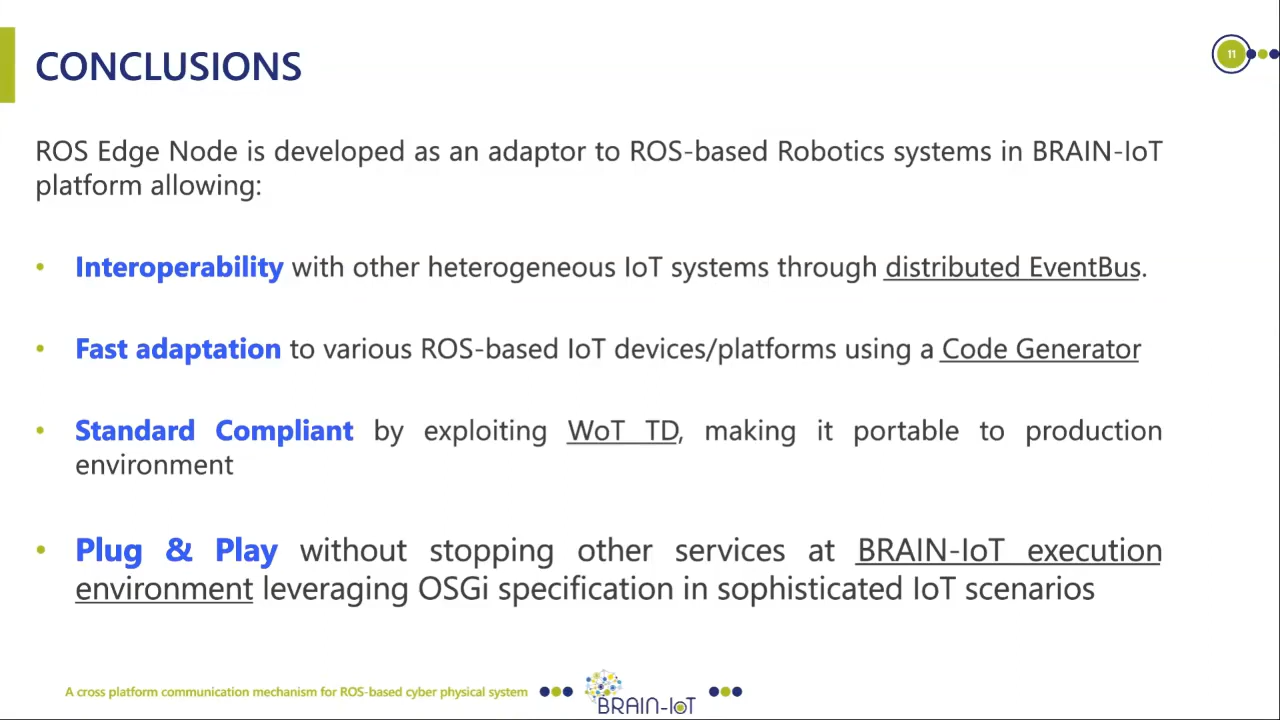 CONCLUSIONS
11
ROS Edge Node is developed as an adaptor to ROS-based Robotics systems in BRAIN-IoT
platform allowing:
• Interoperability with other heterogeneous IoT systems through distributed EventBus.
• Fast adaptation to various ROS-based IoT devices/platforms using a Code Generator
• Standard Compliant by exploiting WoT TD, making it portable to production
environment
• Plug & Play without stopping other services at BRAIN-IoT execution
environment leveraging OSGi specification in sophisticated IoT scenarios
A cross platform communication mechanism for ROS-based cyber physical system
BRAIN-IoT